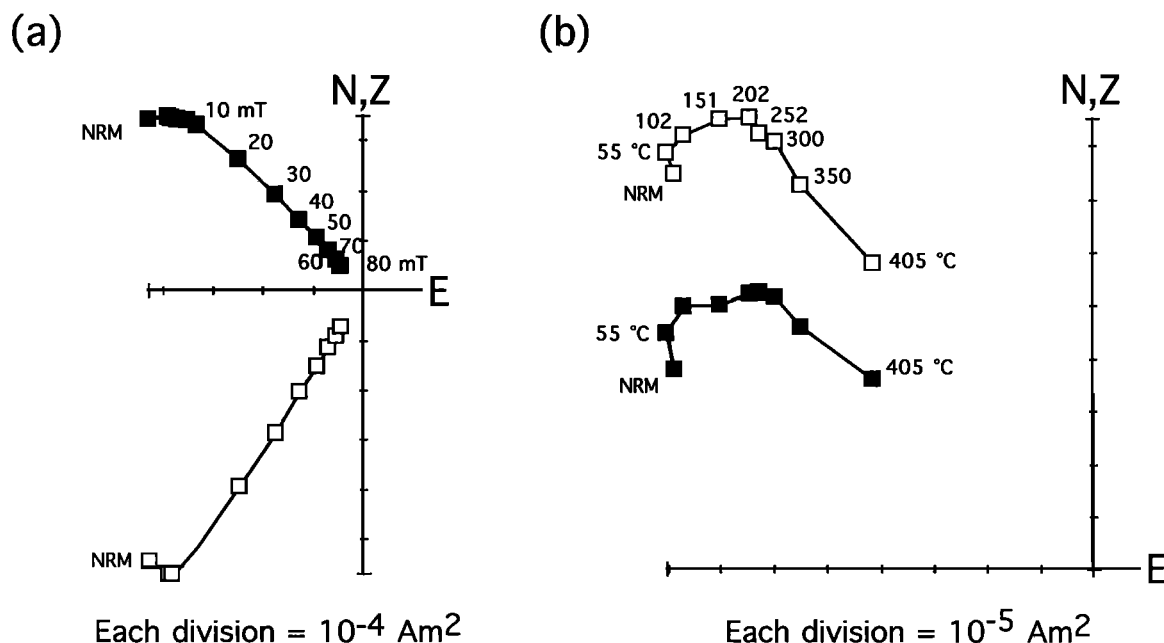 (a)
N,Z
NRM
10 mT
20
30
40
50
60
70
80 mT
E
NRM
Each division = 10⁻⁴ Am2
(b)
N,Z
151
202
102
252
300
55 °C
350
NRM
405 °C
55 °C
NRM
405 °C
E
Each division = 10⁻⁵ Am2